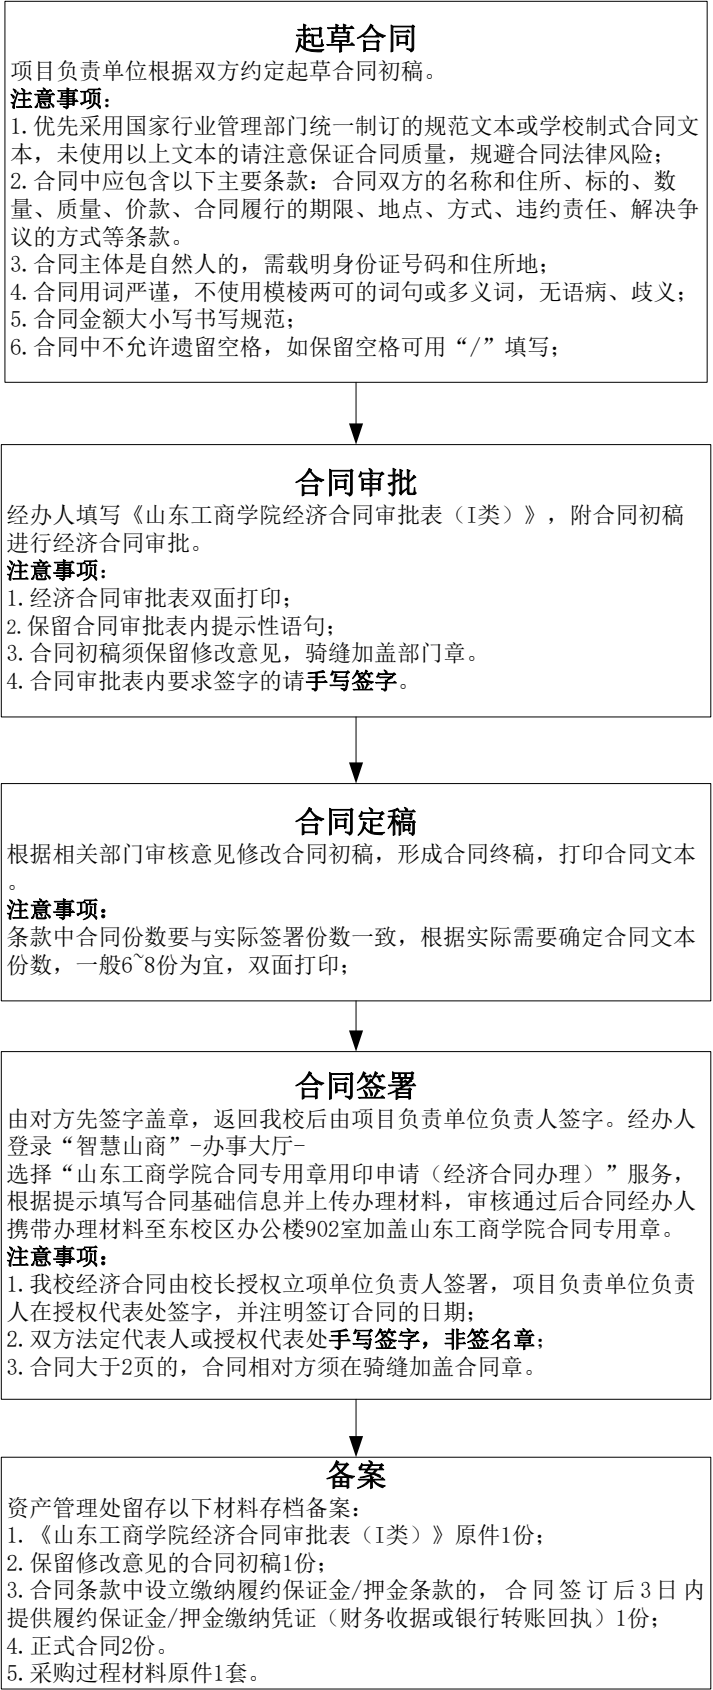 起草合同
项目负责单位根据双方约定起草合同初稿。
注意事项：
1.优先采用国家行业管理部门统一制订的规范文本或学校制式合同文
本，未使用以上文本的请注意保证合同质量，规避合同法律风险；
2.合同中应包含以下主要条款：合同双方的名称和住所、标的、数
量、质量、价款、合同履行的期限、地点、方式、违约责任、解决争
议的方式等条款。
3.合同主体是自然人的，需载明身份证号码和住所地；
4.合同用词严谨，不使用模棱两可的词句或多义词，无语病、歧义；
5.合同金额大小写书写规范；
6.合同中不允许遗留空格，如保留空格可用“/”填写；
合同审批
经办人填写《山东工商学院经济合同审批表（I类）》，附合同初稿
进行经济合同审批。
注意事项：
1.经济合同审批表双面打印；
2.保留合同审批表内提示性语句；
3.合同初稿须保留修改意见，骑缝加盖部门章。
4.合同审批表内要求签字的请手写签字。
合同定稿
根据相关部门审核意见修改合同初稿，形成合同终稿，打印合同文本
。
注意事项：
条款中合同份数要与实际签署份数一致，根据实际需要确定合同文本
份数，一般6~8份为宜，双面打印；
合同签署
由对方先签字盖章，返回我校后由项目负责单位负责人签字。经办人
登录“智慧山商”-办事大厅-
选择“山东工商学院合同专用章用印申请（经济合同办理）”服务，
根据提示填写合同基础信息并上传办理材料，审核通过后合同经办人
携带办理材料至东校区办公楼902室加盖山东工商学院合同专用章。
注意事项：
1.我校经济合同由校长授权立项单位负责人签署，项目负责单位负责
人在授权代表处签字，并注明签订合同的日期；
2.双方法定代表人或授权代表处手写签字，非签名章；
3.合同大于2页的，合同相对方须在骑缝加盖合同章。
备案
资产管理处留存以下材料存档备案：
1.《山东工商学院经济合同审批表（I类）》原件1份；
2.保留修改意见的合同初稿1份；
3.合同条款中设立缴纳履约保证金/押金条款的，合同签订后3日内
提供履约保证金/押金缴纳凭证（财务收据或银行转账回执）1份；
4.正式合同2份。
5.采购过程材料原件1套。